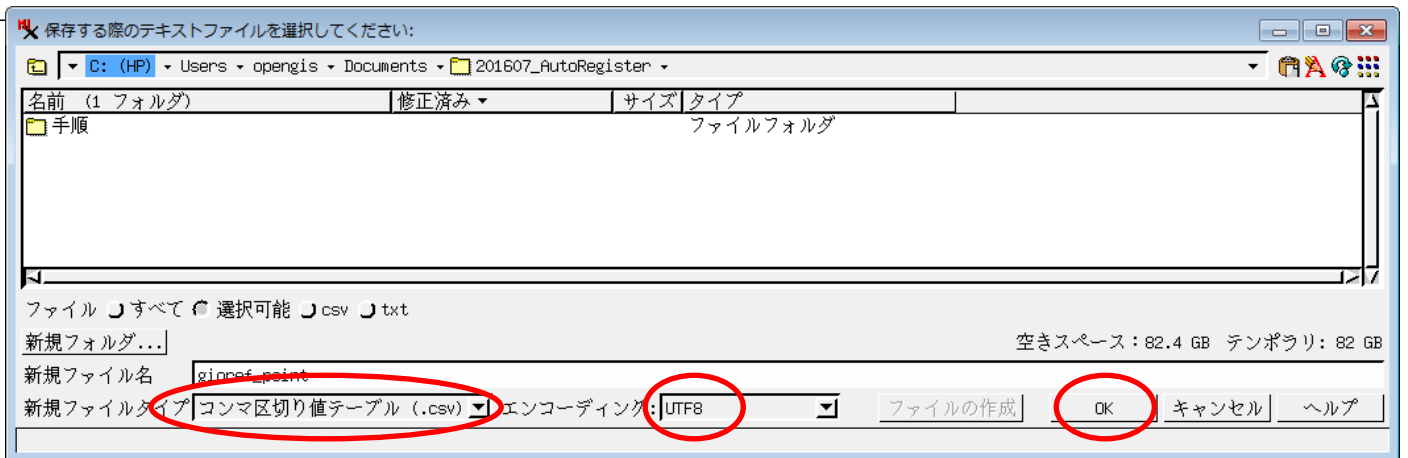 保存する際のテキストファイルを選択してください:
C: (HP) Users opengis Documents 201607_AutoRegister
名前 (1 フォルダ) 修正済み サイズ タイプ
手順 ファイルフォルダ
ファイル すべて 選択可能 csv txt
新規フォルダ... 空きスペース：82.4 GB テンポラリ: 82 GB
新規ファイル名 gioref_point
新規ファイルタイプ コンマ区切り値テーブル (.csv) エンコーディング: UTF8 ファイルの作成 OK キャンセル ヘルプ